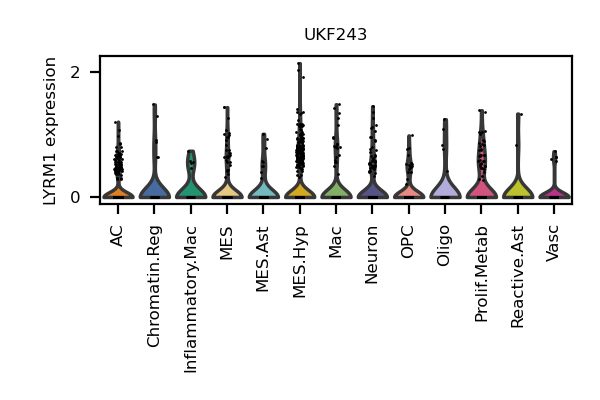 UKF243
LYRM1 expression
2
0
AC
Chromatin.Reg
Inflammatory.Mac
MES
MES.Ast
MES.Hyp
Mac
Neuron
OPC
Oligo
Prolif.Metab
Reactive.Ast
Vasc